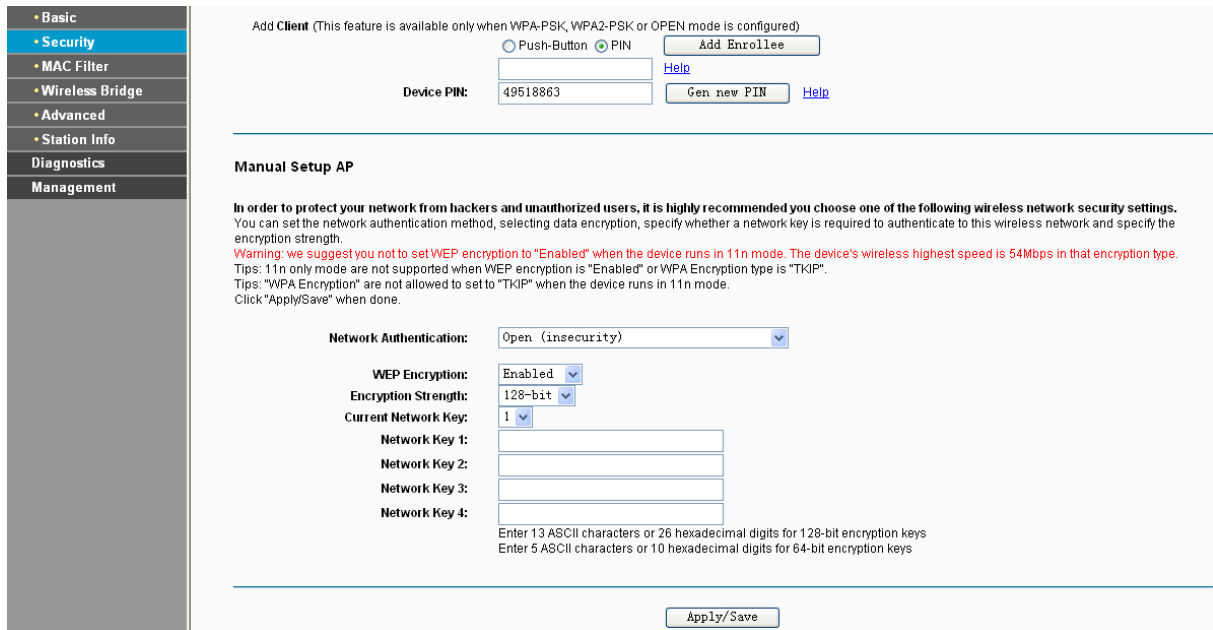 •Basic
•Security
•MAC Filter
•Wireless Bridge
•Advanced
•Station Info
Diagnostics
Management
Add Client (This feature is available only when WPA-PSK, WPA2-PSK or OPEN mode is configured)
Push-Button PIN Add Enrollee
Help
Device PIN: 49518863 Gen new PIN Help
Manual Setup AP
In order to protect your network from hackers and unauthorized users, it is highly recommended you choose one of the following wireless network security settings.
You can set the network authentication method, selecting data encryption, specify whether a network key is required to authenticate to this wireless network and specify the
encryption strength.
Warning: we suggest you not to set WEP encryption to "Enabled" when the device runs in 11n mode. The device's wireless highest speed is 54Mbps in that encryption type.
Tips: 11n only mode are not supported when WEP encryption is "Enabled" or WPA Encryption type is "TKIP".
Tips: "WPA Encryption" are not allowed to set to "TKIP" when the device runs in 11n mode.
Click "Apply/Save" when done.
Network Authentication: Open (insecurity)
WEP Encryption: Enabled
Encryption Strength: 128-bit
Current Network Key: 1
Network Key 1:
Network Key 2:
Network Key 3:
Network Key 4:
Enter 13 ASCII characters or 26 hexadecimal digits for 128-bit encryption keys
Enter 5 ASCII characters or 10 hexadecimal digits for 64-bit encryption keys
Apply/Save